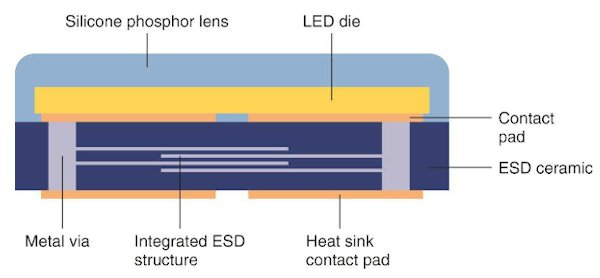 Silicone phosphor lens
LED die
Contact
pad
ESD ceramic
Metal via
Integrated ESD
structure
Heat sink
contact pad